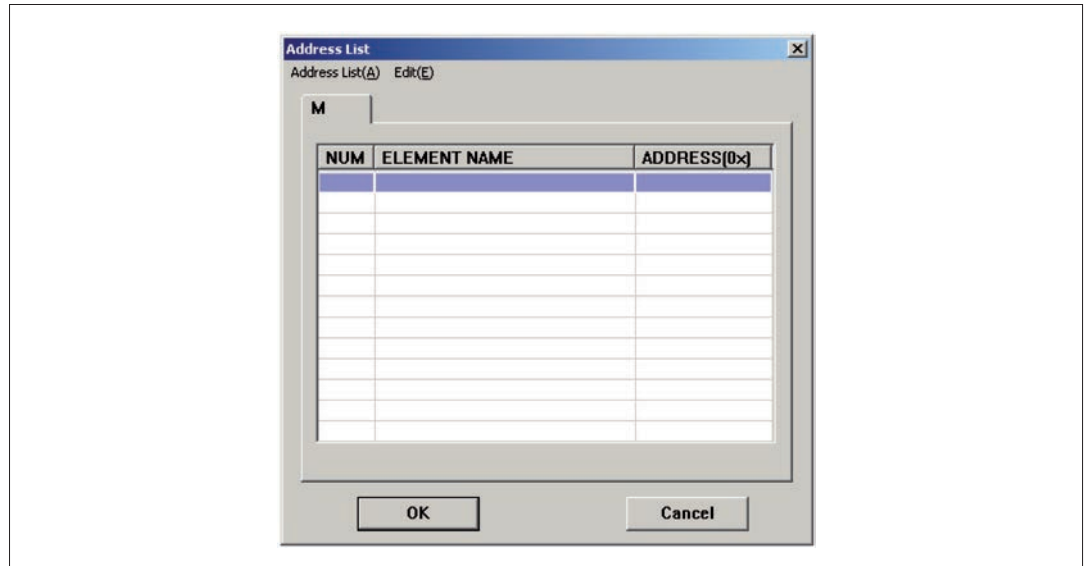 Address List
Address List(A) Edit(E)
M
NUM ELEMENT NAME ADDRESS(0x)
OK Cancel